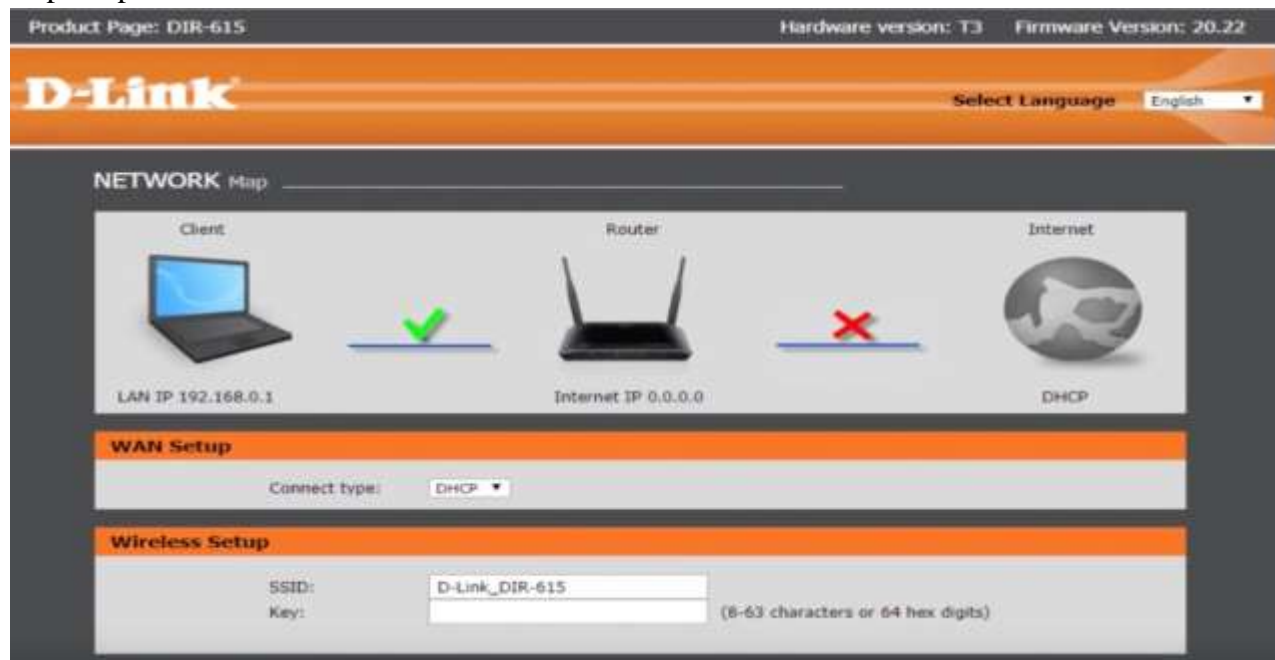 Product Page: DIR-615 Hardware version: T3 Firmware Version: 20.22
D-Link
Select Language English
NETWORK Map
Client Router Internet
LAN IP 192.168.0.1 Internet IP 0.0.0.0 DHCP
WAN Setup
Connect type: DHCP
Wireless Setup
SSID: D-Link_DIR-615
Key: (8-63 characters or 64 hex digits)